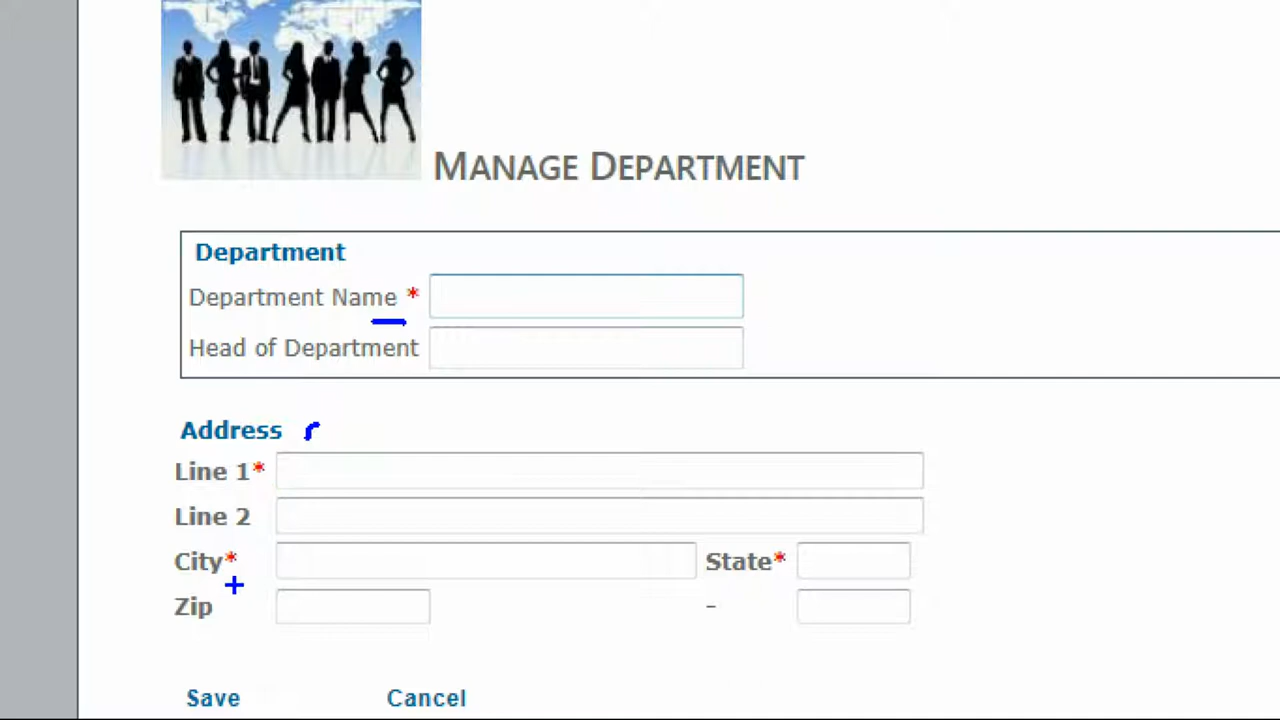 MANAGE DEPARTMENT
Department
Department Name *
Head of Department
Address
Line 1*
Line 2
City* State*
Zip -
Save Cancel